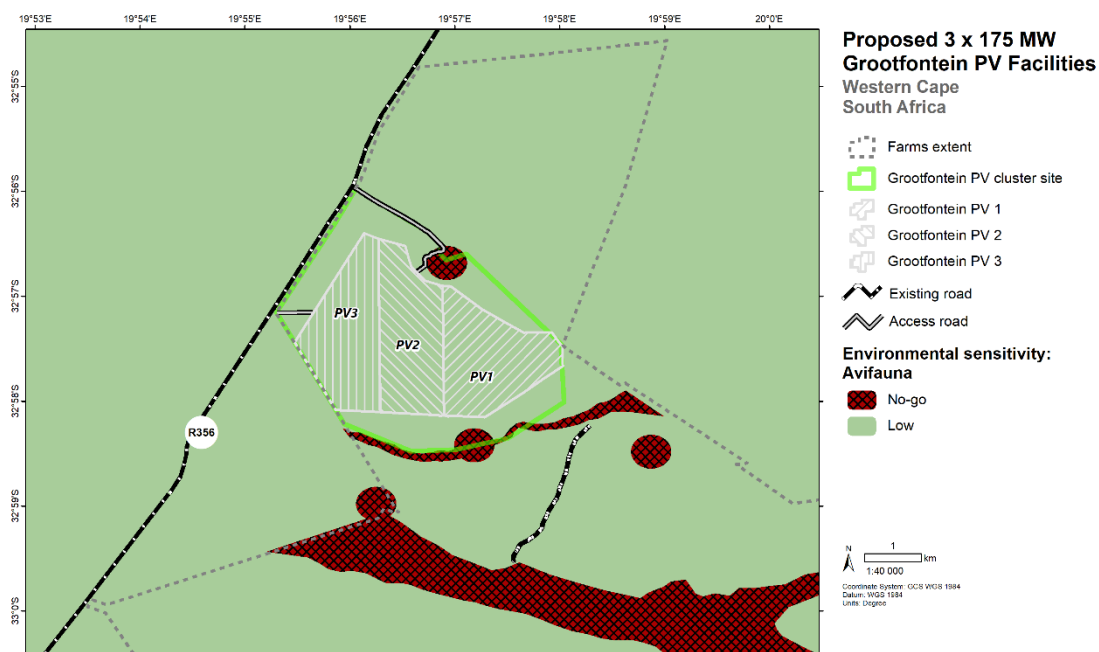 19°53'E 19°54'E 19°55'E 19°56'E 19°57'E 19°58'E 19°59'E 20°0'E
32°55'S
32°56'S
32°57'S
32°58'S
32°59'S
33°0'S
PV3
PV2
PV1
R356
Proposed 3 x 175 MW
Grootfontein PV Facilities
Western Cape
South Africa
Farms extent
Grootfontein PV cluster site
Grootfontein PV 1
Grootfontein PV 2
Grootfontein PV 3
Existing road
Access road
Environmental sensitivity:
Avifauna
No-go
Low
N
1
km
1:40 000
Coordinate System: GCS WGS 1984
Datum: WGS 1984
Units: Degree